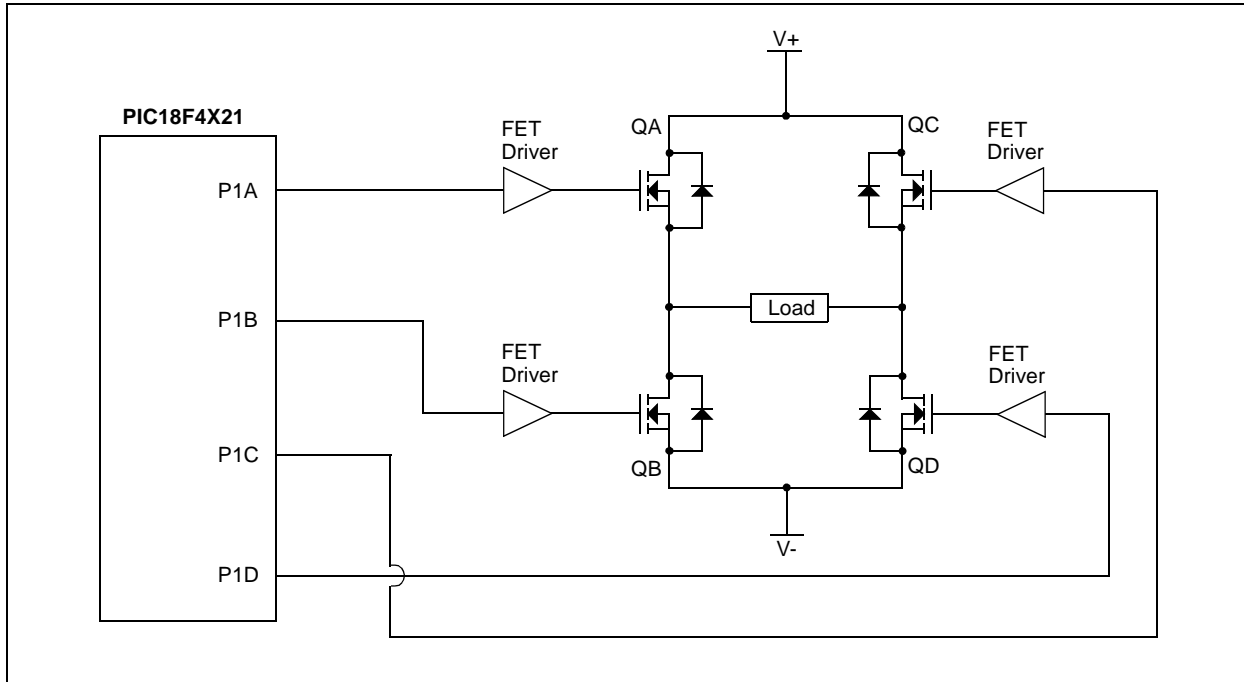 V+
PIC18F4X21
FET
Driver
QA
QC
FET
Driver
P1A
P1B
Load
FET
Driver
FET
Driver
P1C
QB
QD
V-
P1D